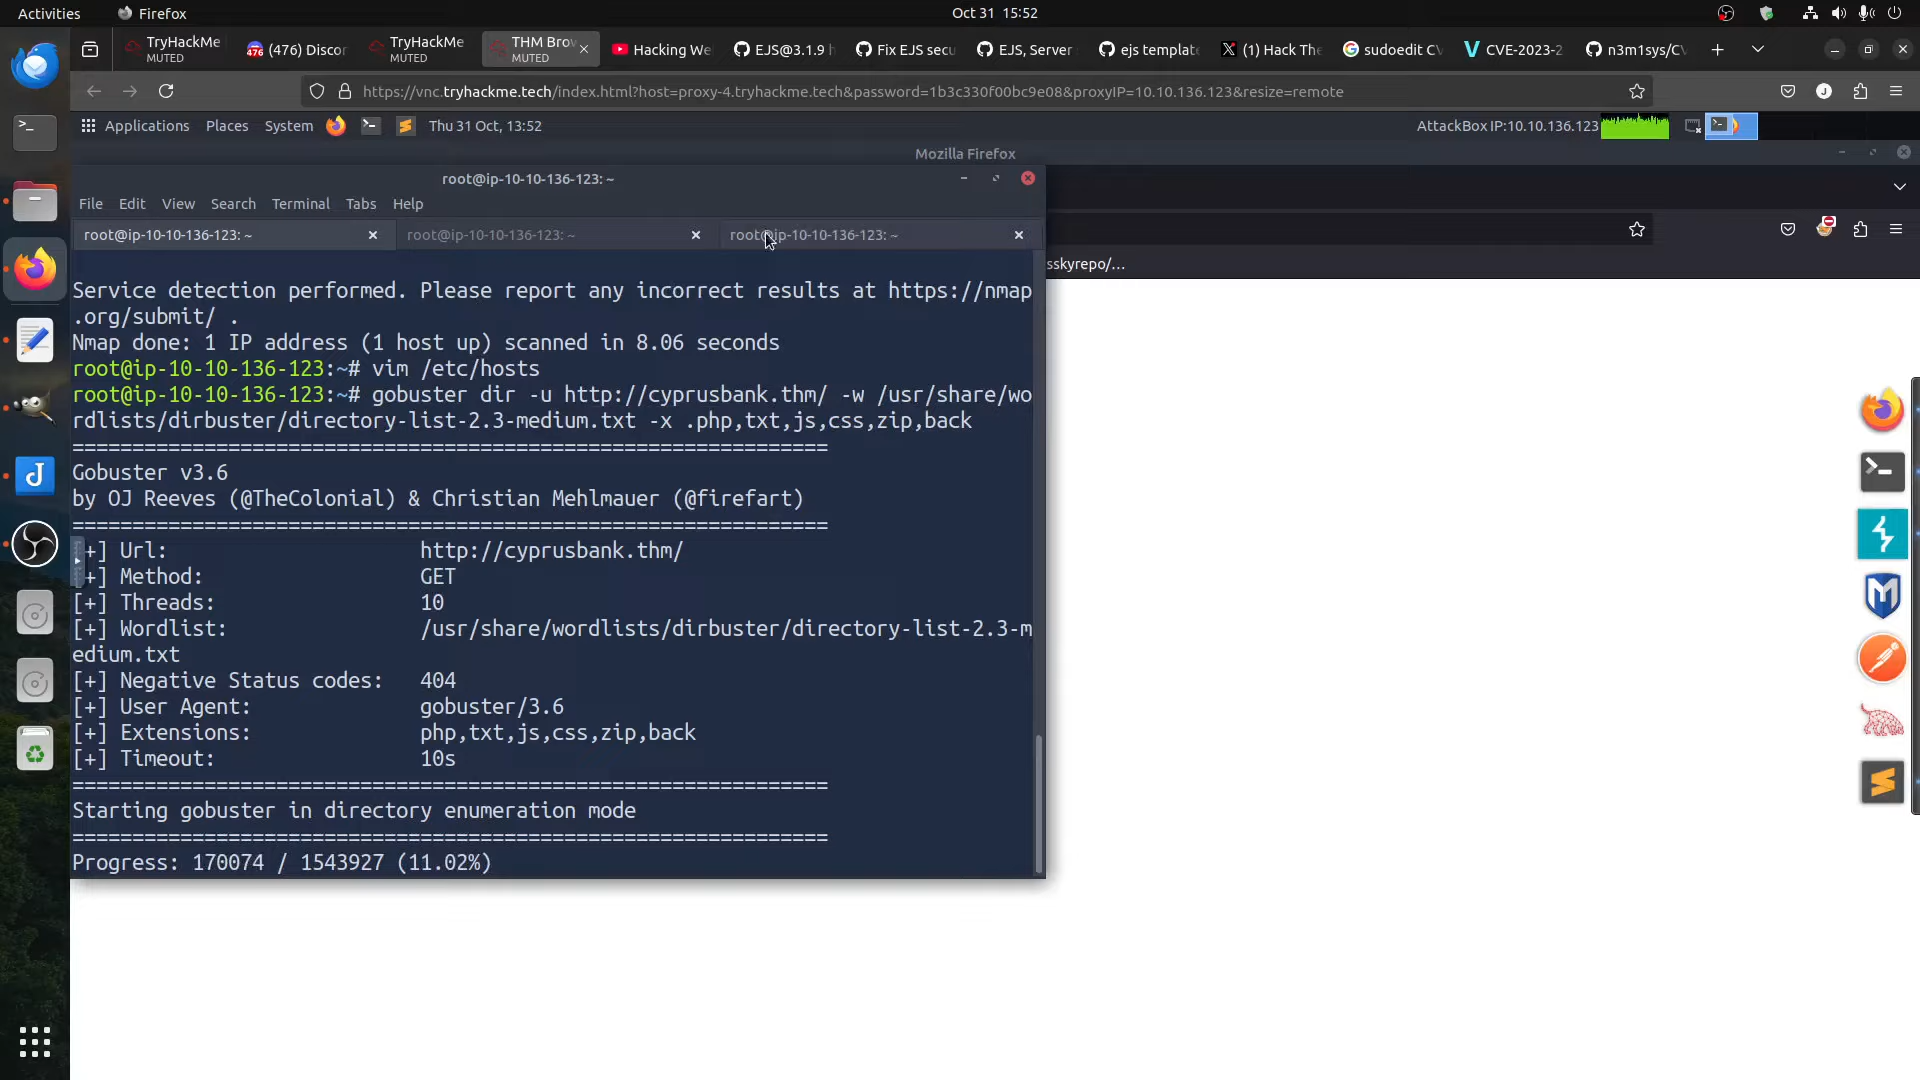 Activities
Firefox
Oct 31 15:52
TryHackMe
MUTED
(476) Discor
TryHackMe
MUTED
THM Brow
MUTED
Hacking We
EJS@3.1.9 h
Fix EJS secu
EJS, Server
ejs templat
(1) Hack The
sudoedit CV
CVE-2023-2
n3m1sys/CV
https://vnc.tryhackme.tech/index.html?host=proxy-4.tryhackme.tech&password=1b3c330f00bc9e08&proxyIP=10.10.136.123&resize=remote
Applications Places System
Thu 31 Oct, 13:52
AttackBox IP:10.10.136.123
Mozilla Firefox
root@ip-10-10-136-123: ~
File Edit View Search Terminal Tabs Help
root@ip-10-10-136-123: ~
root@ip-10-10-136-123: ~
root@ip-10-10-136-123: ~
sskyrepo/...
Service detection performed. Please report any incorrect results at https://nmap
.org/submit/ .
Nmap done: 1 IP address (1 host up) scanned in 8.06 seconds
root@ip-10-10-136-123:~# vim /etc/hosts
root@ip-10-10-136-123:~# gobuster dir -u http://cyprusbank.thm/ -w /usr/share/wo
rdlists/dirbuster/directory-list-2.3-medium.txt -x .php,txt,js,css,zip,back
===============================================================
Gobuster v3.6
by OJ Reeves (@TheColonial) & Christian Mehlmauer (@firefart)
===============================================================
[+] Url: http://cyprusbank.thm/
[+] Method: GET
[+] Threads: 10
[+] Wordlist: /usr/share/wordlists/dirbuster/directory-list-2.3-m
edium.txt
[+] Negative Status codes: 404
[+] User Agent: gobuster/3.6
[+] Extensions: php,txt,js,css,zip,back
[+] Timeout: 10s
===============================================================
Starting gobuster in directory enumeration mode
===============================================================
Progress: 170074 / 1543927 (11.02%)